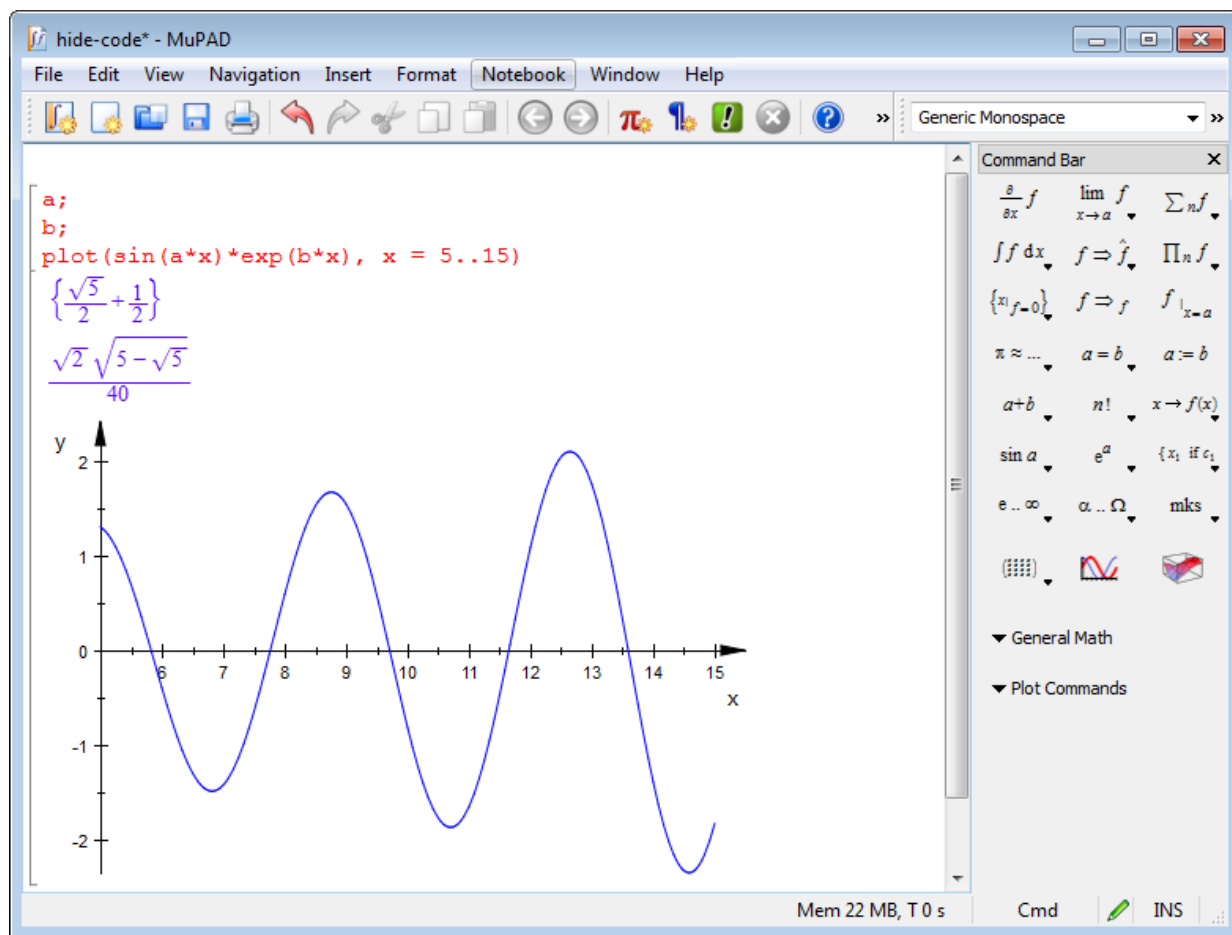 hide-code* - MuPAD
File Edit View Navigation Insert Format Notebook Window Help
π ! ? » Generic Monospace »
Command Bar X
a;
b;
plot(sin(a*x)*exp(b*x), x = 5..15)
{√5/2 + 1/2}
√2 √(5 − √5) / 40
y
2
1
0
-1
-2
6 7 8 9 10 11 12 13 14 15
x
∂/∂x f lim x→a f ∑ n f
∫ f dx f ⇒ f̂ ∏ n f
{x| f=0} f ⇒ f f |x=a
π ≈ ... a = b a := b
a+b n! x → f(x)
sin a eᵃ {x₁ if c₁
e .. ∞ α .. Ω mks
General Math
Plot Commands
Mem 22 MB, T 0 s Cmd INS